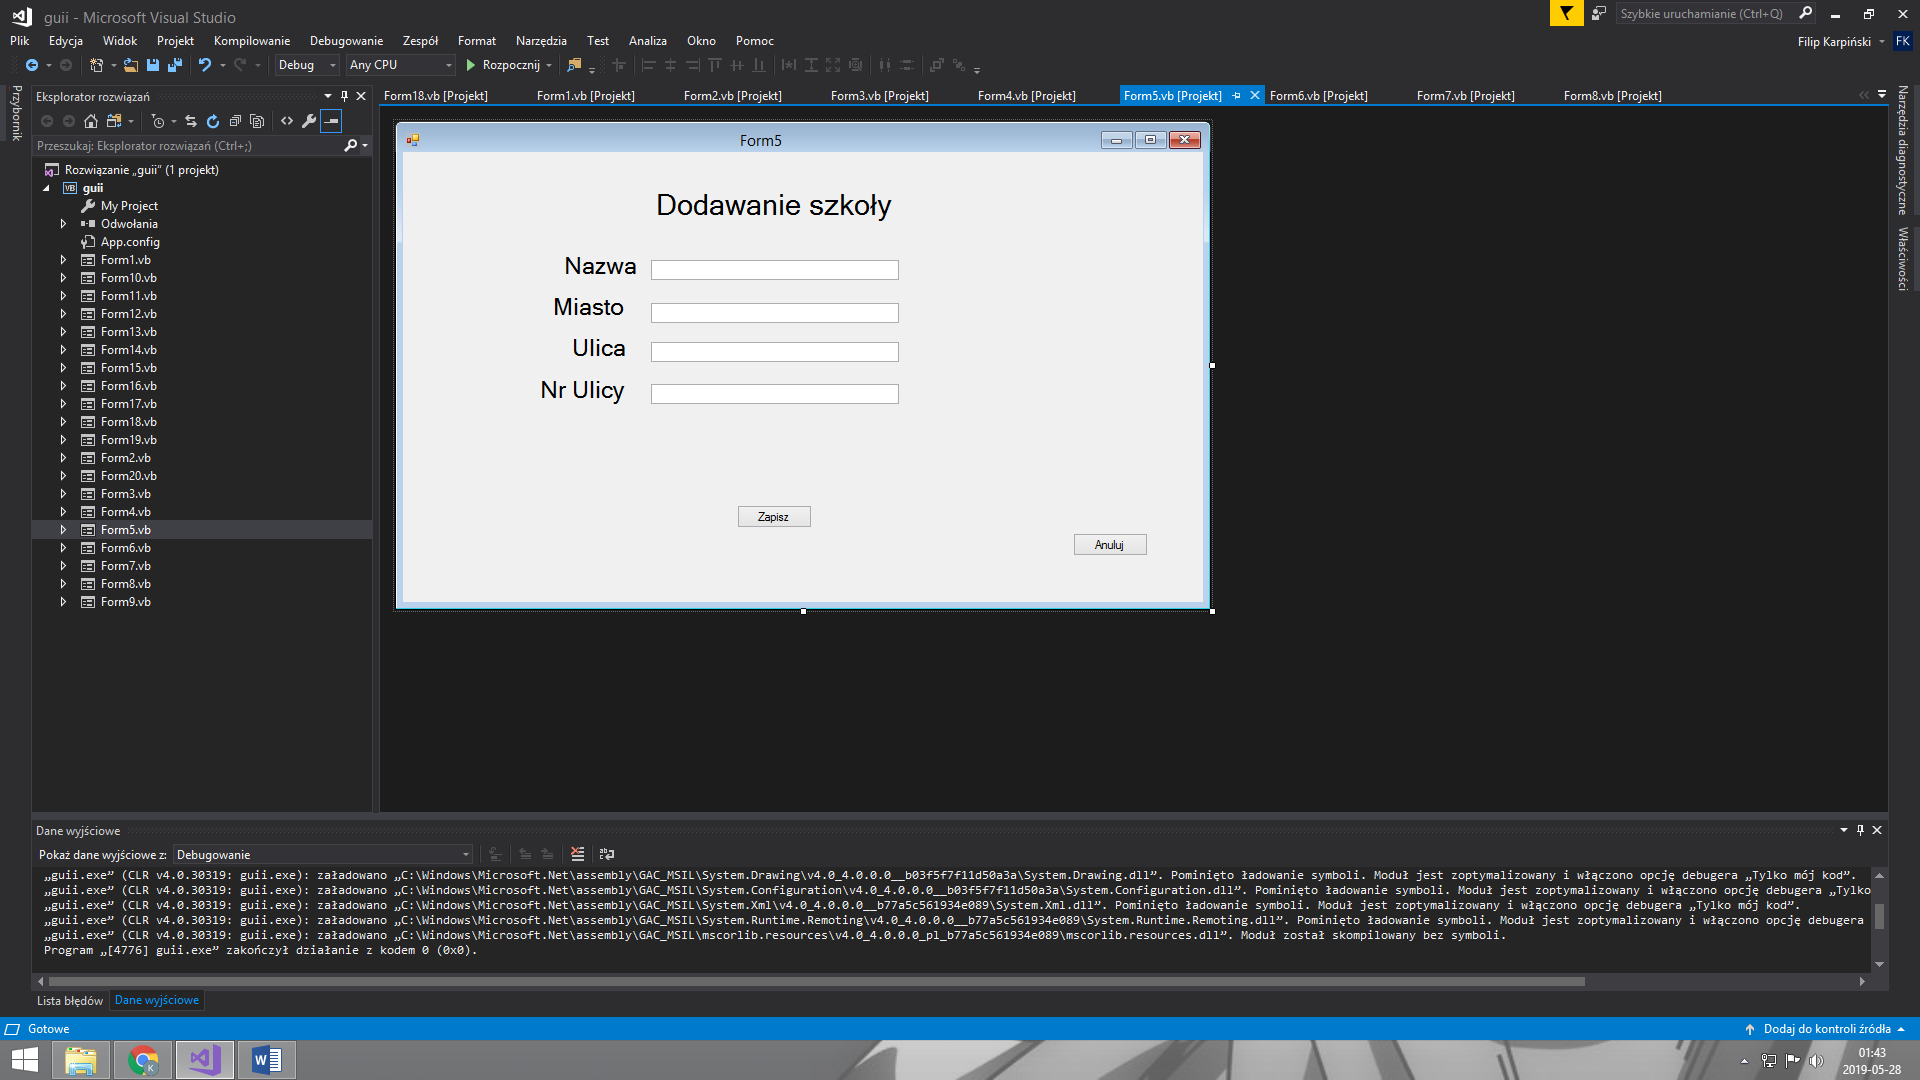 guii - Microsoft Visual Studio
Szybkie uruchamianie (Ctrl+Q)
Plik Edycja Widok Projekt Kompilowanie Debugowanie Zespół Format Narzędzia Test Analiza Okno Pomoc
Filip Karpiński FK
Debug Any CPU Rozpocznij
Przybornik
Eksplorator rozwiązań
Przeszukaj: Eksplorator rozwiązań (Ctrl+;)
Rozwiązanie „guii” (1 projekt)
VB guii
My Project
Odwołania
App.config
Form1.vb
Form10.vb
Form11.vb
Form12.vb
Form13.vb
Form14.vb
Form15.vb
Form16.vb
Form17.vb
Form18.vb
Form19.vb
Form2.vb
Form20.vb
Form3.vb
Form4.vb
Form5.vb
Form6.vb
Form7.vb
Form8.vb
Form9.vb
Form18.vb [Projekt] Form1.vb [Projekt] Form2.vb [Projekt] Form3.vb [Projekt] Form4.vb [Projekt] Form5.vb [Projekt] Form6.vb [Projekt] Form7.vb [Projekt] Form8.vb [Projekt]
Form5
Dodawanie szkoły
Nazwa
Miasto
Ulica
Nr Ulicy
Zapisz
Anuluj
Narzędzia diagnostyczne
Właściwości
Dane wyjściowe
Pokaż dane wyjściowe z: Debugowanie
„guii.exe” (CLR v4.0.30319: guii.exe): załadowano „C:\Windows\Microsoft.Net\assembly\GAC_MSIL\System.Drawing\v4.0_4.0.0.0__b03f5f7f11d50a3a\System.Drawing.dll”. Pominięto ładowanie symboli. Moduł jest zoptymalizowany i włączono opcję debugera „Tylko mój kod”.
„guii.exe” (CLR v4.0.30319: guii.exe): załadowano „C:\Windows\Microsoft.Net\assembly\GAC_MSIL\System.Configuration\v4.0_4.0.0.0__b03f5f7f11d50a3a\System.Configuration.dll”. Pominięto ładowanie symboli. Moduł jest zoptymalizowany i włączono opcję debugera „Tylko
„guii.exe” (CLR v4.0.30319: guii.exe): załadowano „C:\Windows\Microsoft.Net\assembly\GAC_MSIL\System.Xml\v4.0_4.0.0.0__b77a5c561934e089\System.Xml.dll”. Pominięto ładowanie symboli. Moduł jest zoptymalizowany i włączono opcję debugera „Tylko mój kod”.
„guii.exe” (CLR v4.0.30319: guii.exe): załadowano „C:\Windows\Microsoft.Net\assembly\GAC_MSIL\System.Runtime.Remoting\v4.0_4.0.0.0__b77a5c561934e089\System.Runtime.Remoting.dll”. Pominięto ładowanie symboli. Moduł jest zoptymalizowany i włączono opcję debugera
„guii.exe” (CLR v4.0.30319: guii.exe): załadowano „C:\Windows\Microsoft.Net\assembly\GAC_MSIL\mscorlib.resources\v4.0_4.0.0.0_pl_b77a5c561934e089\mscorlib.resources.dll”. Moduł został skompilowany bez symboli.
Program „[4776] guii.exe” zakończył działanie z kodem 0 (0x0).
Lista błędów Dane wyjściowe
Gotowe
Dodaj do kontroli źródła
01:43
2019-05-28